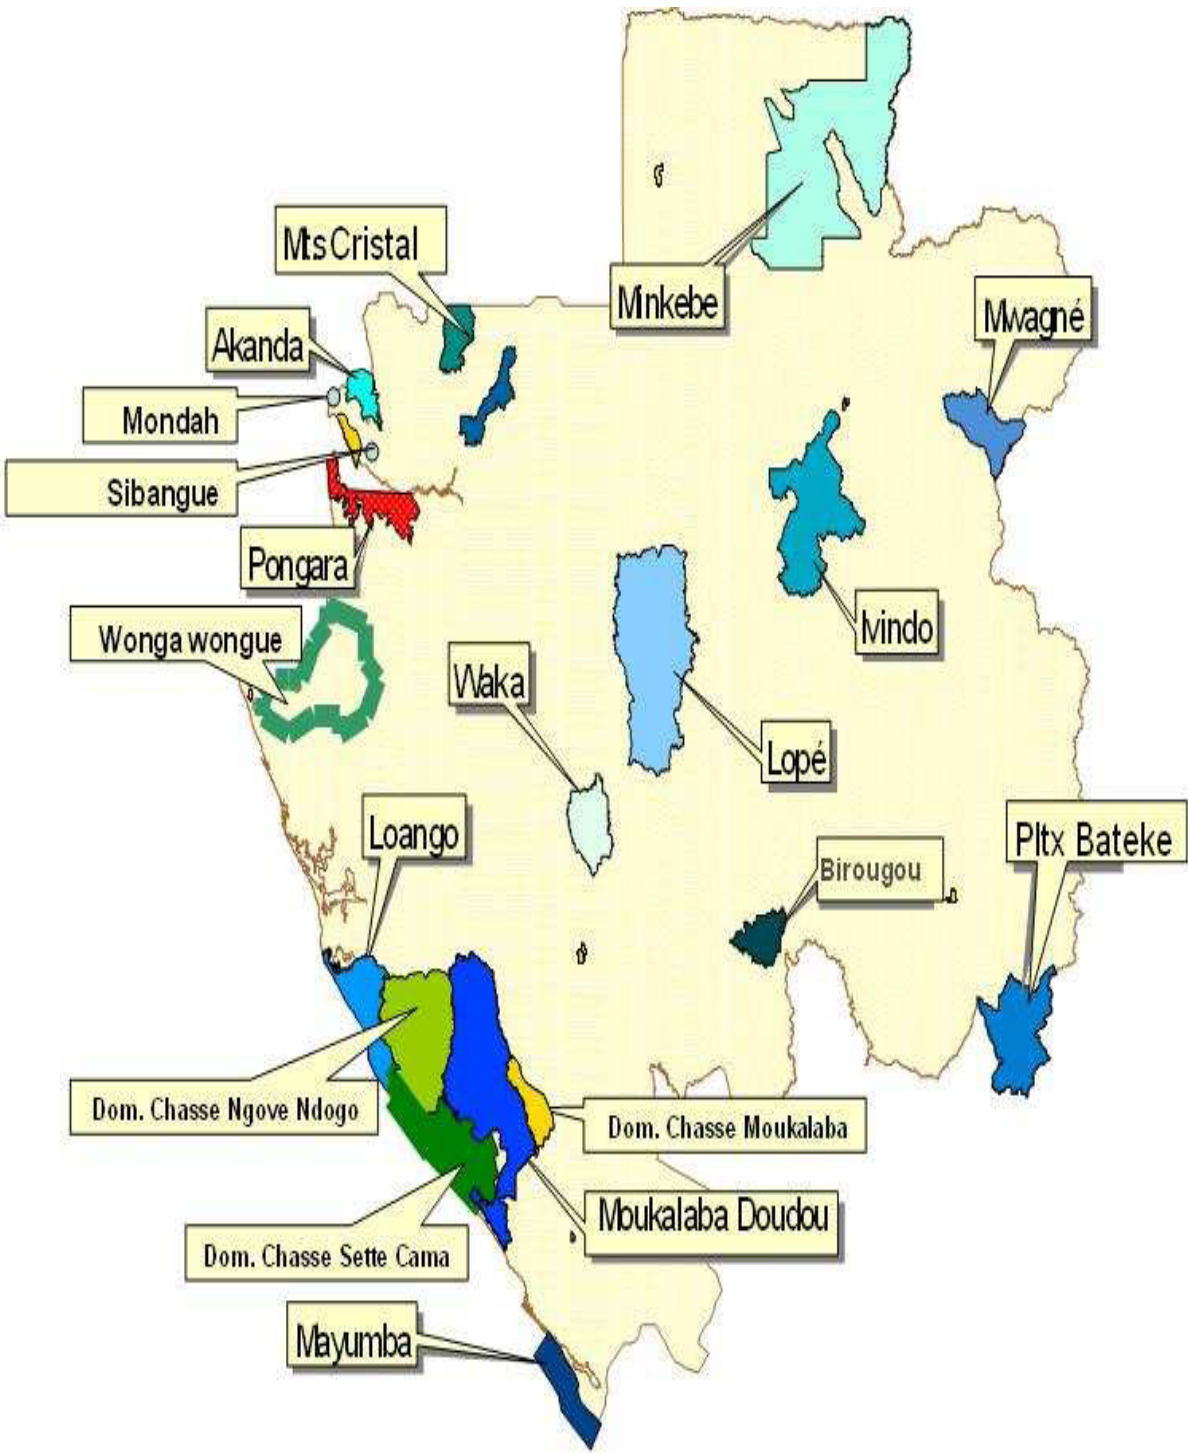 Mts Cristal
Minkebe
Mwagné
Akanda
Mondah
Sibangue
Pongara
Wonga wongue
Ivindo
Waka
Lopé
Loango
Pltx Bateke
Birougou
Dom. Chasse Ngove Ndogo
Dom. Chasse Moukalaba
Moukalaba Doudou
Dom. Chasse Sette Cama
Mayumba